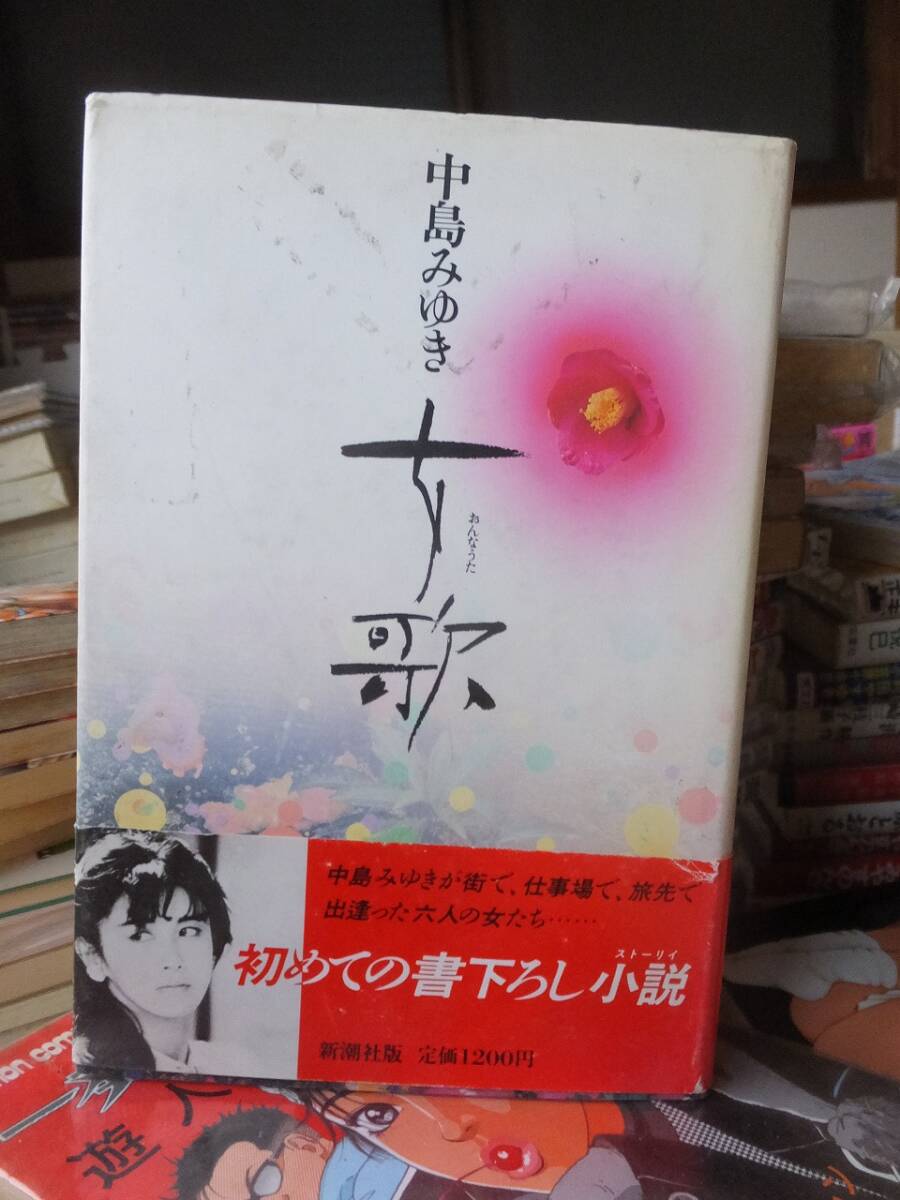 中島みゆき
女歌
おんなうた
中島みゆきが街で、仕事場で、旅先で
出逢った六人の女たち……
ストーリイ
初めての書下ろし小説
新潮社版 定価1200円
遊人